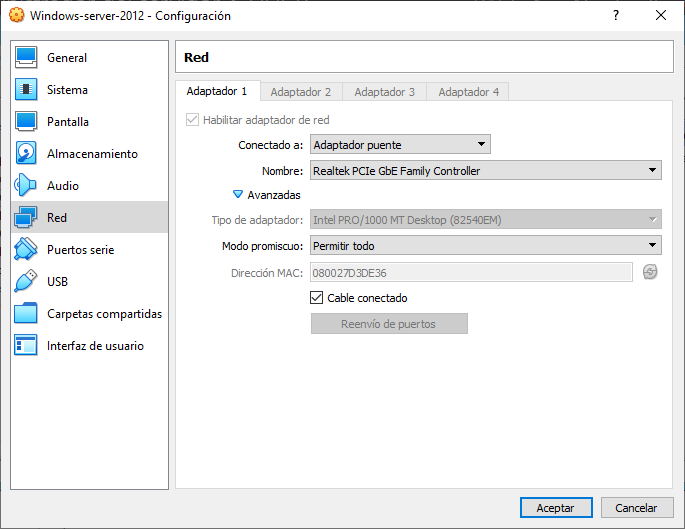 Windows-server-2012 - Configuración
?
General
Sistema
Pantalla
Almacenamiento
Audio
Red
Puertos serie
USB
Carpetas compartidas
Interfaz de usuario
Red
Adaptador 1 Adaptador 2 Adaptador 3 Adaptador 4
Habilitar adaptador de red
Conectado a: Adaptador puente
Nombre: Realtek PCIe GbE Family Controller
Avanzadas
Tipo de adaptador: Intel PRO/1000 MT Desktop (82540EM)
Modo promiscuo: Permitir todo
Dirección MAC: 080027D3DE36
Cable conectado
Reenvío de puertos
Aceptar Cancelar